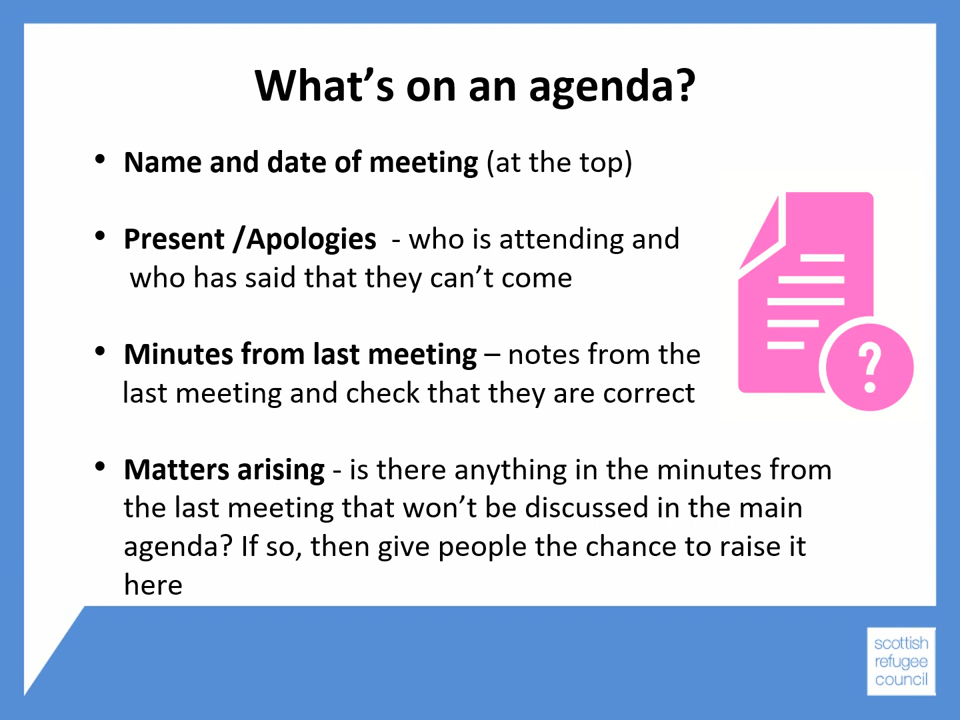 What’s on an agenda?
• Name and date of meeting (at the top)
• Present /Apologies - who is attending and
who has said that they can’t come
• Minutes from last meeting – notes from the
last meeting and check that they are correct
• Matters arising - is there anything in the minutes from
the last meeting that won’t be discussed in the main
agenda? If so, then give people the chance to raise it
here
?
scottish
refugee
council